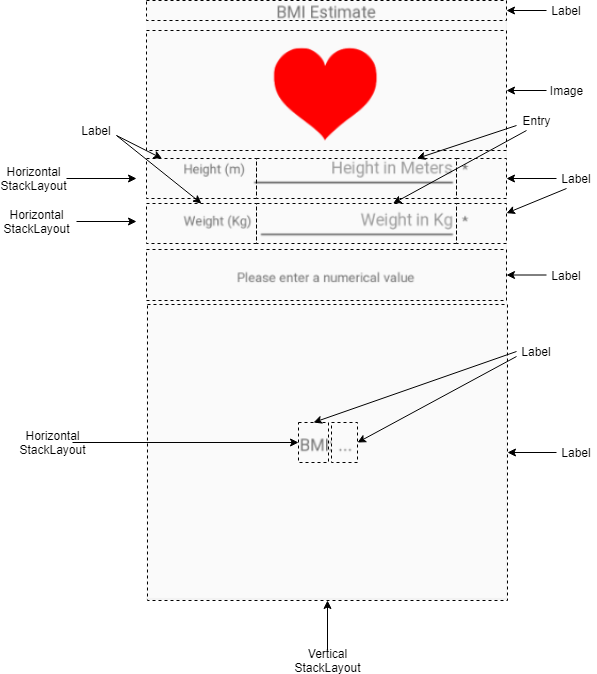 BMI Estimate
Label
Image
Entry
Label
Horizontal
StackLayout
Height (m)
Height in Meters
*
Label
Horizontal
StackLayout
Weight (Kg)
Weight in Kg
*
Please enter a numerical value
Label
Label
Horizontal
StackLayout
BMI
...
Label
Vertical
StackLayout